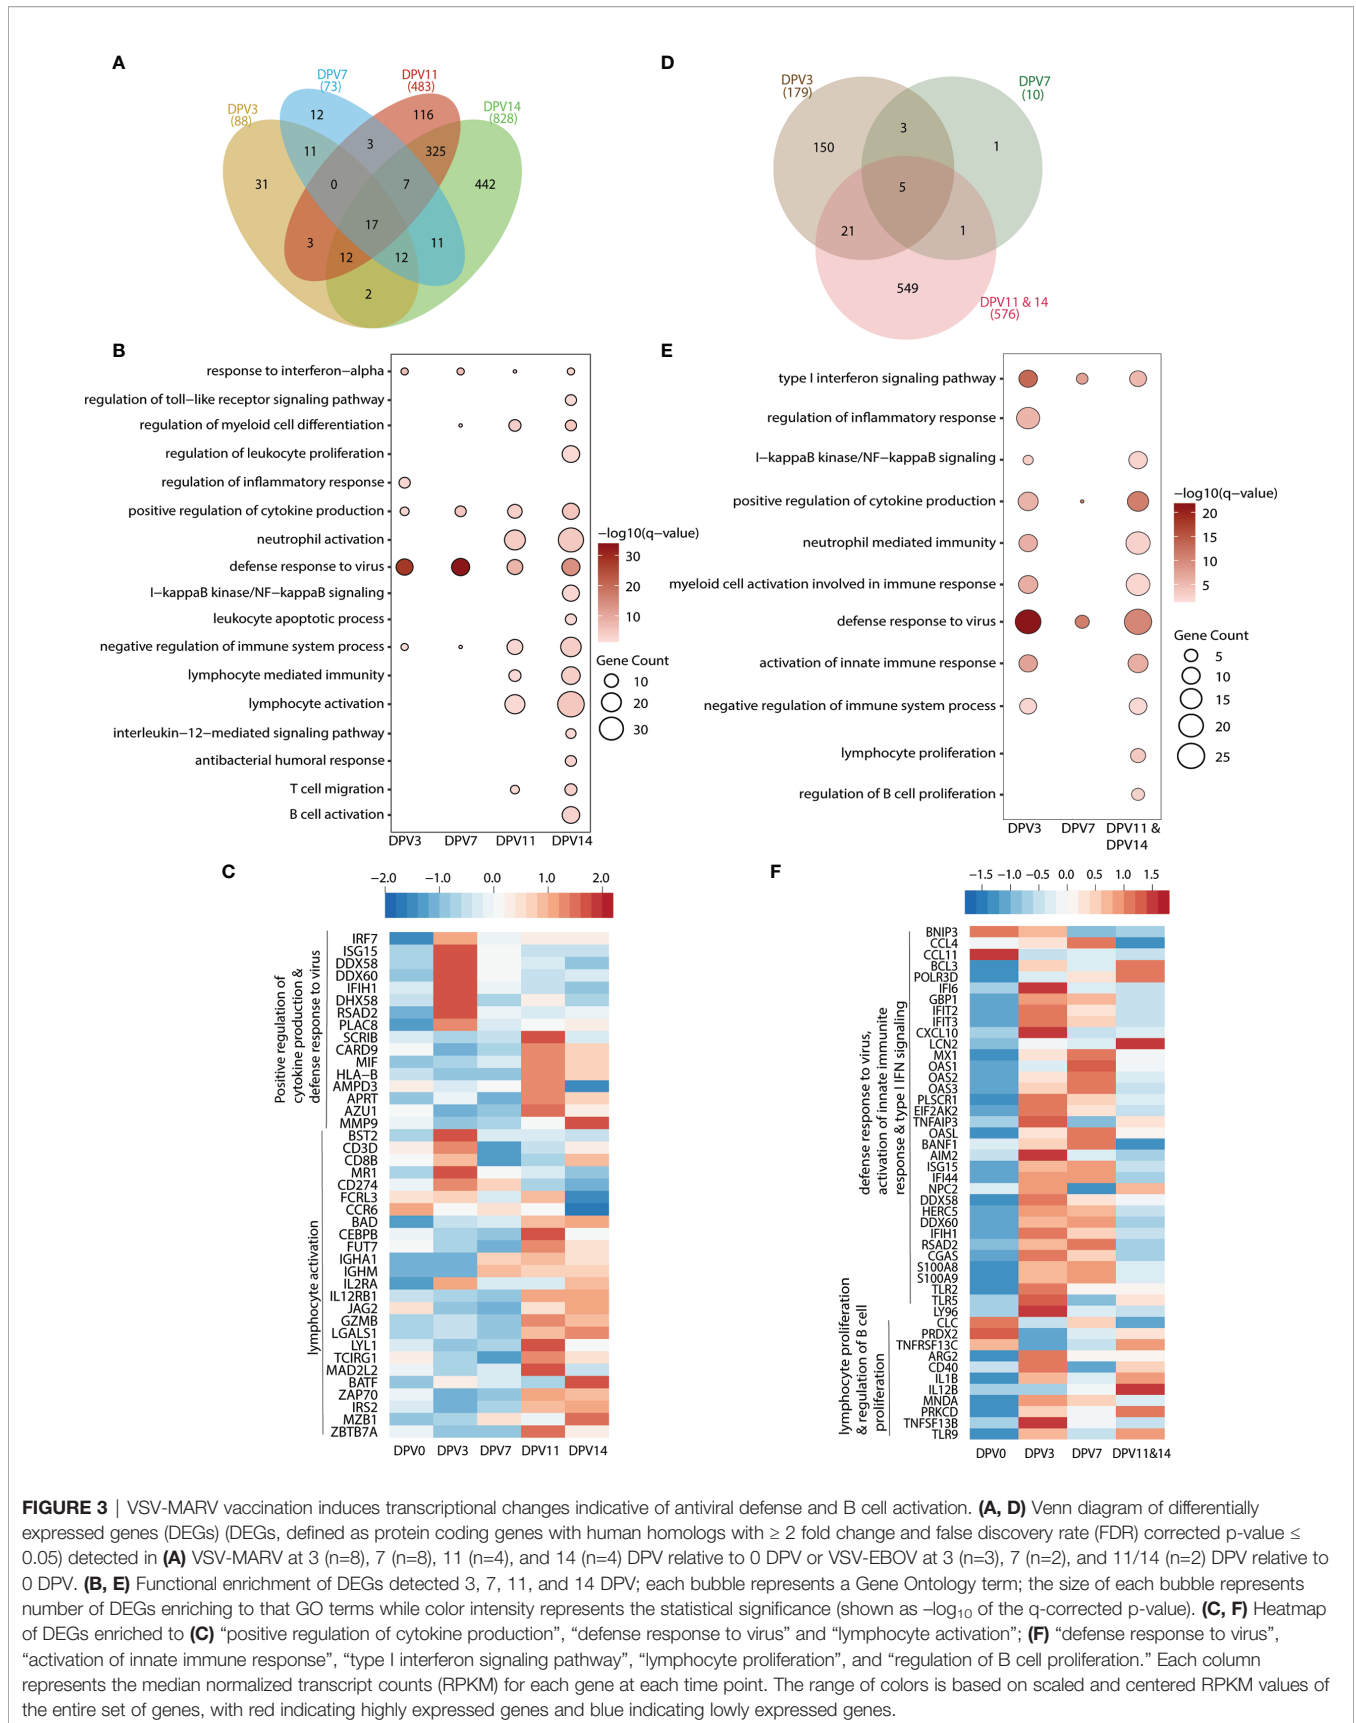 A
DPV3
(88)
DPV7
(73)
DPV11
(483)
DPV14
(828)
12
116
11
3
325
31
0
7
442
17
3
12
12
11
2
D
DPV3
(179)
DPV7
(10)
3
150
1
5
21
1
549
DPV11 & 14
(576)
B
response to interferon−alpha
regulation of toll−like receptor signaling pathway
regulation of myeloid cell differentiation
regulation of leukocyte proliferation
regulation of inflammatory response
positive regulation of cytokine production
neutrophil activation
defense response to virus
I−kappaB kinase/NF−kappaB signaling
leukocyte apoptotic process
negative regulation of immune system process
lymphocyte mediated immunity
lymphocyte activation
interleukin−12−mediated signaling pathway
antibacterial humoral response
T cell migration
B cell activation
DPV3 DPV7 DPV11 DPV14
−log10(q−value)
30
20
10
Gene Count
10
20
30
E
type I interferon signaling pathway
regulation of inflammatory response
I−kappaB kinase/NF−kappaB signaling
positive regulation of cytokine production
neutrophil mediated immunity
myeloid cell activation involved in immune response
defense response to virus
activation of innate immune response
negative regulation of immune system process
lymphocyte proliferation
regulation of B cell proliferation
DPV3 DPV7 DPV11 &
DPV14
−log10(q−value)
20
15
10
5
Gene Count
5
10
15
20
25
C
−2.0 −1.0 0.0 1.0 2.0
Positive regulation of
cytokine production &
defense response to virus
IRF7
ISG15
DDX58
DDX60
IFIH1
DHX58
RSAD2
PLAC8
SCRIB
CARD9
MIF
HLA−B
AMPD3
APRT
AZU1
MMP9
lymphocyte activation
BST2
CD3D
CD8B
MR1
CD274
FCRL3
CCR6
BAD
CEBPB
FUT7
IGHA1
IGHM
IL2RA
IL12RB1
JAG2
GZMB
LGALS1
LYL1
TCIRG1
MAD2L2
BATF
ZAP70
IRS2
MZB1
ZBTB7A
DPV0 DPV3 DPV7 DPV11 DPV14
F
−1.5 −1.0 −0.5 0.0 0.5 1.0 1.5
defense response to virus,
activation of innate immunite
response & type I IFN signaling
BNIP3
CCL4
CCL11
BCL3
POLR3D
IFI6
GBP1
IFIT2
IFIT3
CXCL10
LCN2
MX1
OAS1
OAS2
OAS3
PLSCR1
EIF2AK2
TNFAIP3
OASL
BANF1
AIM2
ISG15
IFI44
NPC2
DDX58
HERC5
DDX60
IFIH1
RSAD2
CGAS
S100A8
S100A9
TLR2
TLR5
LY96
lymphocyte proliferation
& regulation of B cell
proliferation
CLC
PRDX2
TNFRSF13C
ARG2
CD40
IL1B
IL12B
MNDA
PRKCD
TNFSF13B
TLR9
DPV0 DPV3 DPV7 DPV11&14
FIGURE 3 | VSV-MARV vaccination induces transcriptional changes indicative of antiviral defense and B cell activation. (A, D) Venn diagram of differentially
expressed genes (DEGs) (DEGs, defined as protein coding genes with human homologs with ≥ 2 fold change and false discovery rate (FDR) corrected p-value ≤
0.05) detected in (A) VSV-MARV at 3 (n=8), 7 (n=8), 11 (n=4), and 14 (n=4) DPV relative to 0 DPV or VSV-EBOV at 3 (n=3), 7 (n=2), and 11/14 (n=2) DPV relative to
0 DPV. (B, E) Functional enrichment of DEGs detected 3, 7, 11, and 14 DPV; each bubble represents a Gene Ontology term; the size of each bubble represents
number of DEGs enriching to that GO terms while color intensity represents the statistical significance (shown as –log10 of the q-corrected p-value). (C, F) Heatmap
of DEGs enriched to (C) “positive regulation of cytokine production”, “defense response to virus” and “lymphocyte activation”; (F) “defense response to virus”,
“activation of innate immune response”, “type I interferon signaling pathway”, “lymphocyte proliferation”, and “regulation of B cell proliferation.” Each column
represents the median normalized transcript counts (RPKM) for each gene at each time point. The range of colors is based on scaled and centered RPKM values of
the entire set of genes, with red indicating highly expressed genes and blue indicating lowly expressed genes.